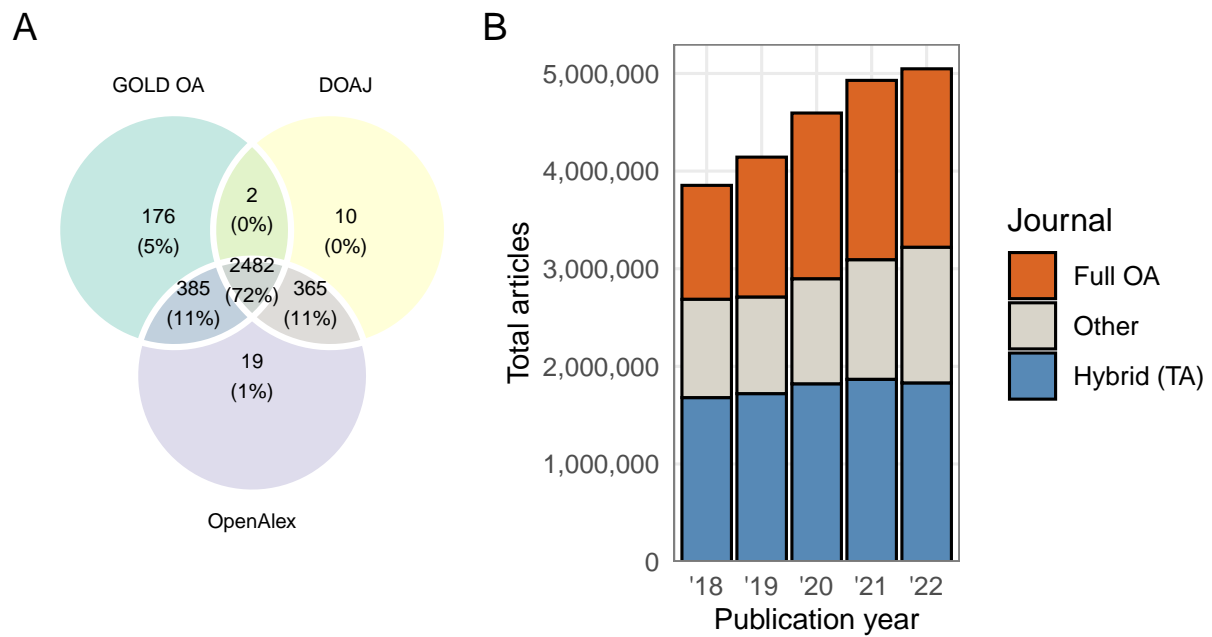 A
GOLD OA
DOAJ
2
(0%)
176
(5%)
10
(0%)
2482
(72%)
385
(11%)
365
(11%)
19
(1%)
OpenAlex
B
Total articles
5,000,000
4,000,000
3,000,000
2,000,000
1,000,000
0
'18 '19 '20 '21 '22
Publication year
Journal
Full OA
Other
Hybrid (TA)